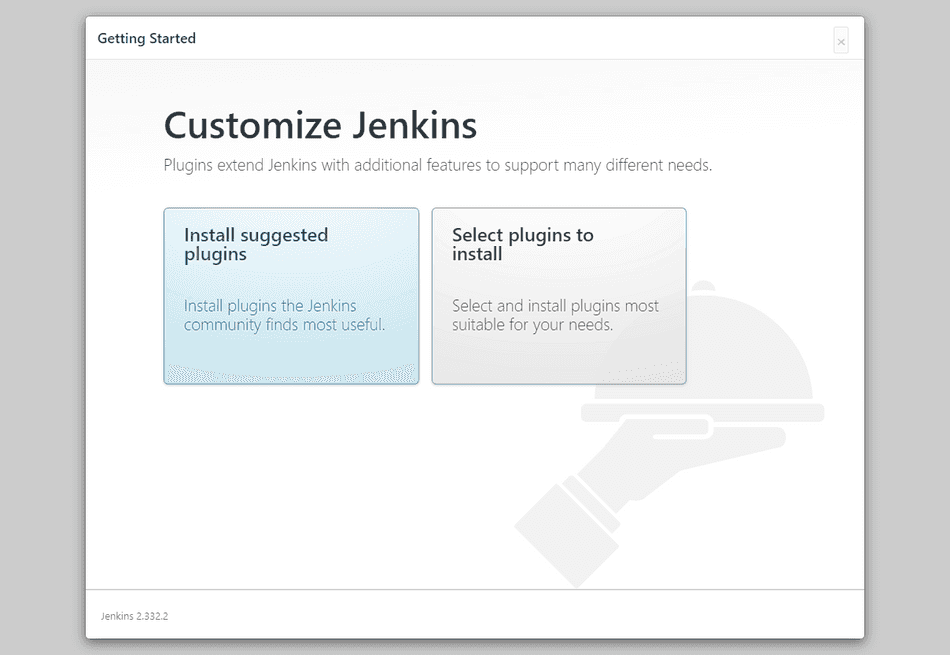 Getting Started
×
Customize Jenkins
Plugins extend Jenkins with additional features to support many different needs.
Install suggested
plugins
Install plugins the Jenkins
community finds most useful.
Select plugins to
install
Select and install plugins most
suitable for your needs.
Jenkins 2.332.2